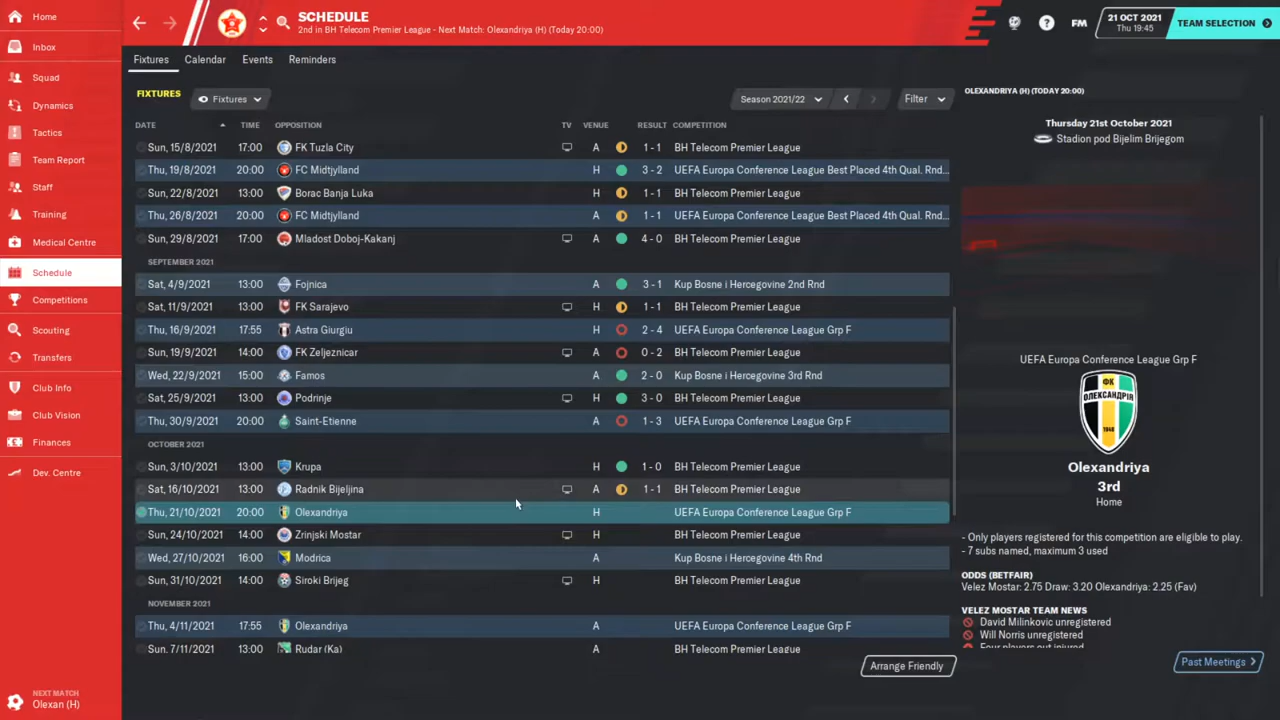 Home
Inbox
Squad
Dynamics
Tactics
Team Report
Staff
Training
Medical Centre
Schedule
Competitions
Scouting
Transfers
Club Info
Club Vision
Finances
Dev. Centre
NEXT MATCH
Olexan (H)
SCHEDULE
2nd in BH Telecom Premier League - Next Match: Olexandriya (H) (Today 20:00)
? FM 21 OCT 2021 Thu 19:45 TEAM SELECTION
Fixtures Calendar Events Reminders
FIXTURES Fixtures Season 2021/22 Filter
DATE TIME OPPOSITION TV VENUE RESULT COMPETITION
Sun, 15/8/2021 17:00 FK Tuzla City A 1 - 1 BH Telecom Premier League
Thu, 19/8/2021 20:00 FC Midtjylland H 3 - 2 UEFA Europa Conference League Best Placed 4th Qual. Rnd...
Sun, 22/8/2021 13:00 Borac Banja Luka H 1 - 1 BH Telecom Premier League
Thu, 26/8/2021 20:00 FC Midtjylland A 1 - 1 UEFA Europa Conference League Best Placed 4th Qual. Rnd...
Sun, 29/8/2021 17:00 Mladost Doboj-Kakanj A 4 - 0 BH Telecom Premier League
SEPTEMBER 2021
Sat, 4/9/2021 13:00 Fojnica A 3 - 1 Kup Bosne i Hercegovine 2nd Rnd
Sat, 11/9/2021 13:00 FK Sarajevo H 1 - 1 BH Telecom Premier League
Thu, 16/9/2021 17:55 Astra Giurgiu H 2 - 4 UEFA Europa Conference League Grp F
Sun, 19/9/2021 14:00 FK Zeljeznicar A 0 - 2 BH Telecom Premier League
Wed, 22/9/2021 15:00 Famos A 2 - 0 Kup Bosne i Hercegovine 3rd Rnd
Sat, 25/9/2021 13:00 Podrinje H 3 - 0 BH Telecom Premier League
Thu, 30/9/2021 20:00 Saint-Etienne A 1 - 3 UEFA Europa Conference League Grp F
OCTOBER 2021
Sun, 3/10/2021 13:00 Krupa H 1 - 0 BH Telecom Premier League
Sat, 16/10/2021 13:00 Radnik Bijeljina A 1 - 1 BH Telecom Premier League
Thu, 21/10/2021 20:00 Olexandriya H UEFA Europa Conference League Grp F
Sun, 24/10/2021 14:00 Zrinjski Mostar H BH Telecom Premier League
Wed, 27/10/2021 16:00 Modrica A Kup Bosne i Hercegovine 4th Rnd
Sun, 31/10/2021 14:00 Siroki Brijeg H BH Telecom Premier League
NOVEMBER 2021
Thu, 4/11/2021 17:55 Olexandriya A UEFA Europa Conference League Grp F
Sun, 7/11/2021 13:00 Rudar (Ka) A BH Telecom Premier League
Arrange Friendly
OLEXANDRIYA (H) (TODAY 20:00)
Thursday 21st October 2021
Stadion pod Bijelim Brijegom
UEFA Europa Conference League Grp F
ФК
ОЛЕКСАНДРІЯ
1948
Olexandriya
3rd
Home
- Only players registered for this competition are eligible to play.
- 7 subs named, maximum 3 used
ODDS (BETFAIR)
Velez Mostar: 2.75 Draw: 3.20 Olexandriya: 2.25 (Fav)
VELEZ MOSTAR TEAM NEWS
David Milinkovic unregistered
Will Norris unregistered
Four players out injured
Past Meetings